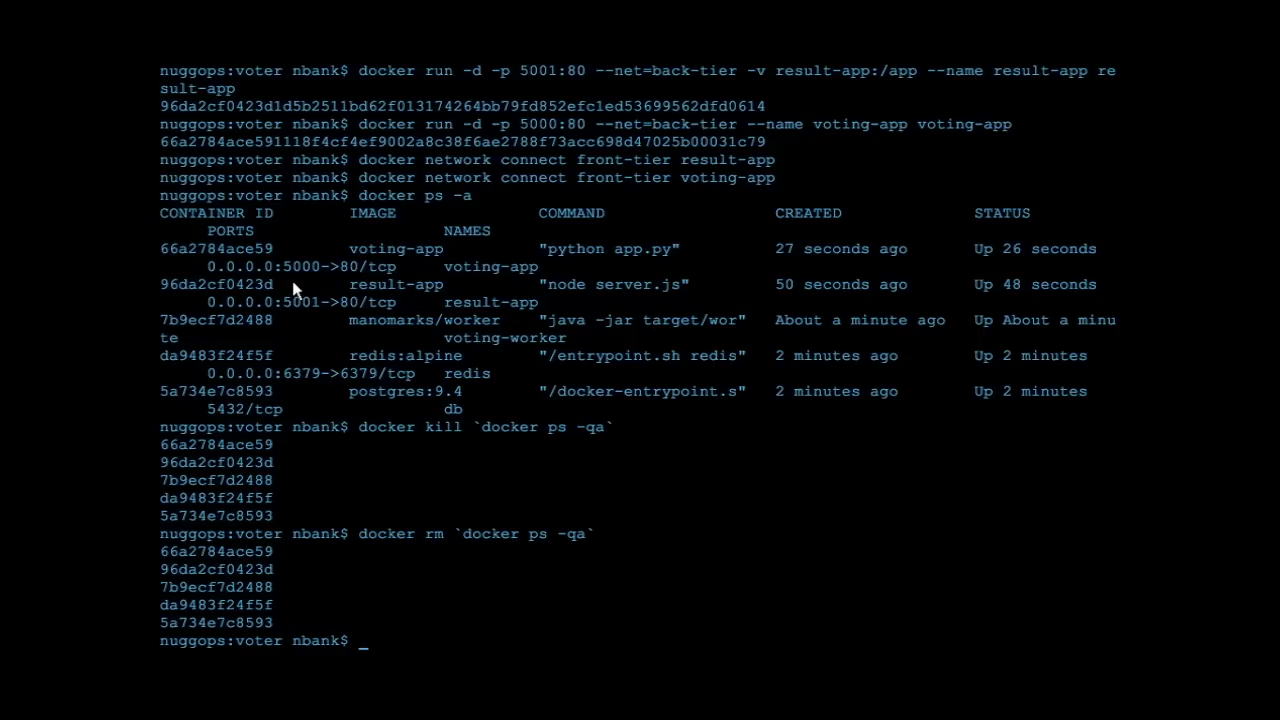 nuggops:voter nbank$ docker run -d -p 5001:80 --net=back-tier -v result-app:/app --name result-app re
sult-app
96da2cf0423d1d5b2511bd62f013174264bb79fd852efc1ed53699562dfd0614
nuggops:voter nbank$ docker run -d -p 5000:80 --net=back-tier --name voting-app voting-app
66a2784ace591118f4cf4ef9002a8c38f6ae2788f73acc698d47025b00031c79
nuggops:voter nbank$ docker network connect front-tier result-app
nuggops:voter nbank$ docker network connect front-tier voting-app
nuggops:voter nbank$ docker ps -a
CONTAINER ID        IMAGE               COMMAND                  CREATED              STATUS
     PORTS                    NAMES
66a2784ace59        voting-app          "python app.py"          27 seconds ago       Up 26 seconds
     0.0.0.0:5000->80/tcp     voting-app
96da2cf0423d        result-app          "node server.js"         50 seconds ago       Up 48 seconds
     0.0.0.0:5001->80/tcp     result-app
7b9ecf7d2488        manomarks/worker    "java -jar target/wor"   About a minute ago   Up About a minu
te                            voting-worker
da9483f24f5f        redis:alpine        "/entrypoint.sh redis"   2 minutes ago        Up 2 minutes
     0.0.0.0:6379->6379/tcp   redis
5a734e7c8593        postgres:9.4        "/docker-entrypoint.s"   2 minutes ago        Up 2 minutes
     5432/tcp                 db
nuggops:voter nbank$ docker kill `docker ps -qa`
66a2784ace59
96da2cf0423d
7b9ecf7d2488
da9483f24f5f
5a734e7c8593
nuggops:voter nbank$ docker rm `docker ps -qa`
66a2784ace59
96da2cf0423d
7b9ecf7d2488
da9483f24f5f
5a734e7c8593
nuggops:voter nbank$ _